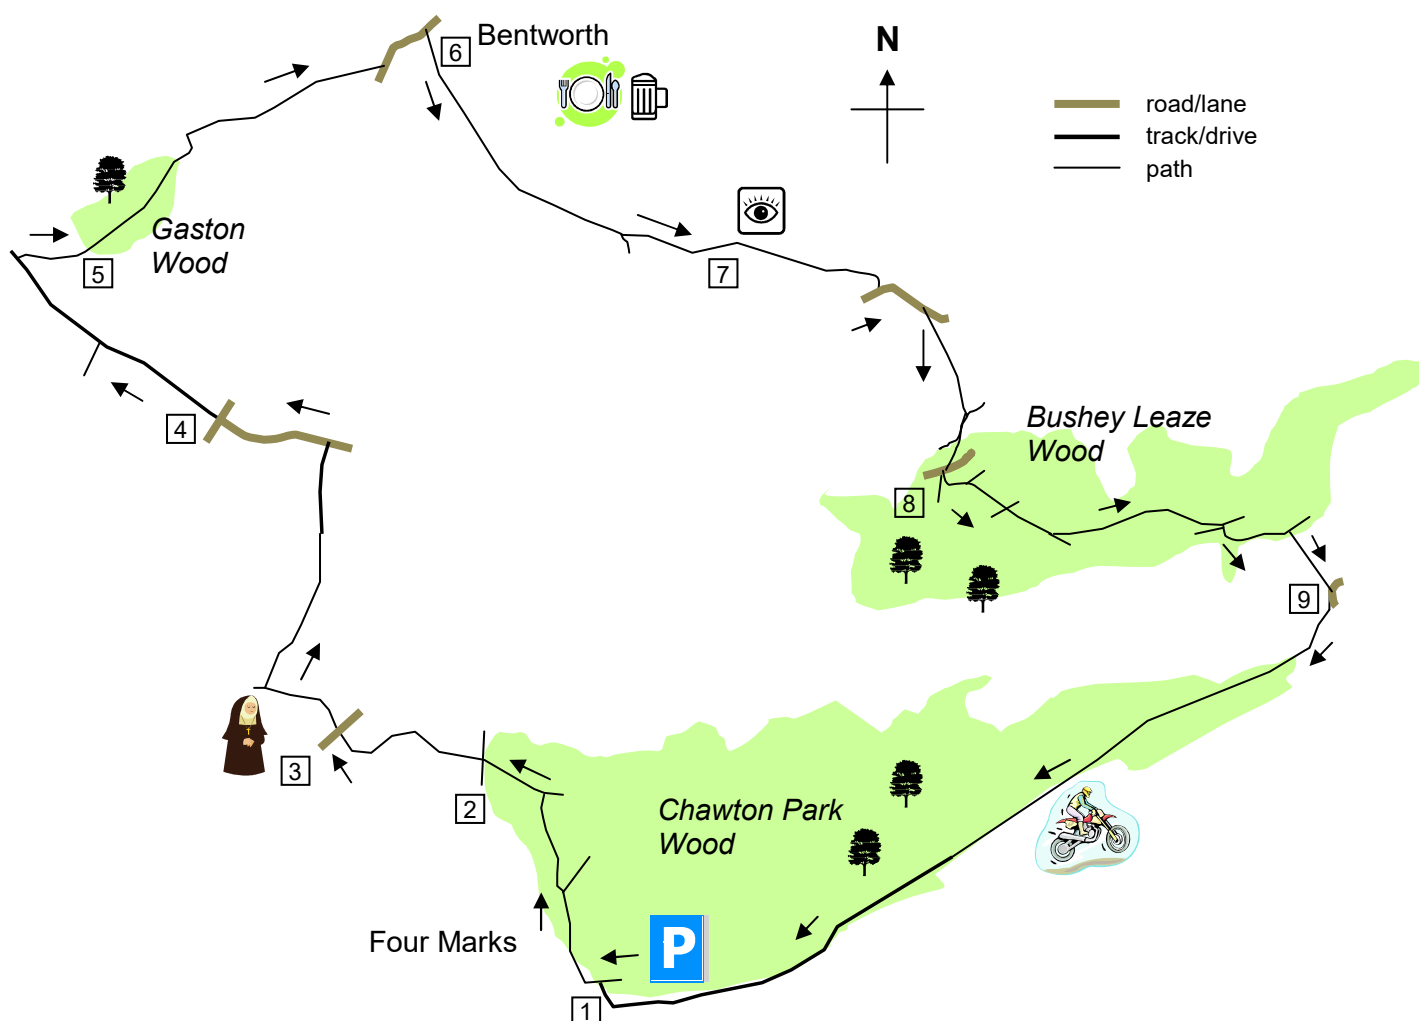 6
Bentworth
N
road/lane
track/drive
path
Gaston
Wood
5
7
4
Bushey Leaze
Wood
8
9
3
2
Chawton Park
Wood
Four Marks
P
1